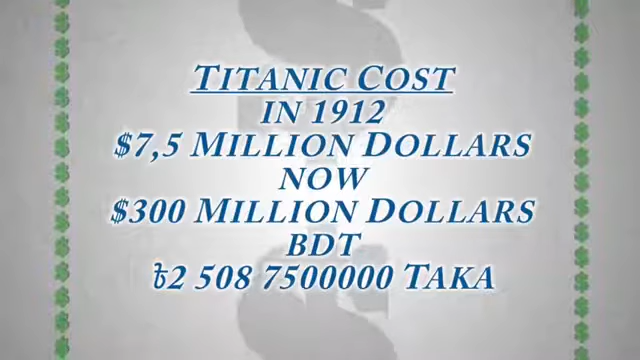 TITANIC COST
IN 1912
$7,5 MILLION DOLLARS
NOW
$300 MILLION DOLLARS
BDT
৳2 508 7500000 TAKA